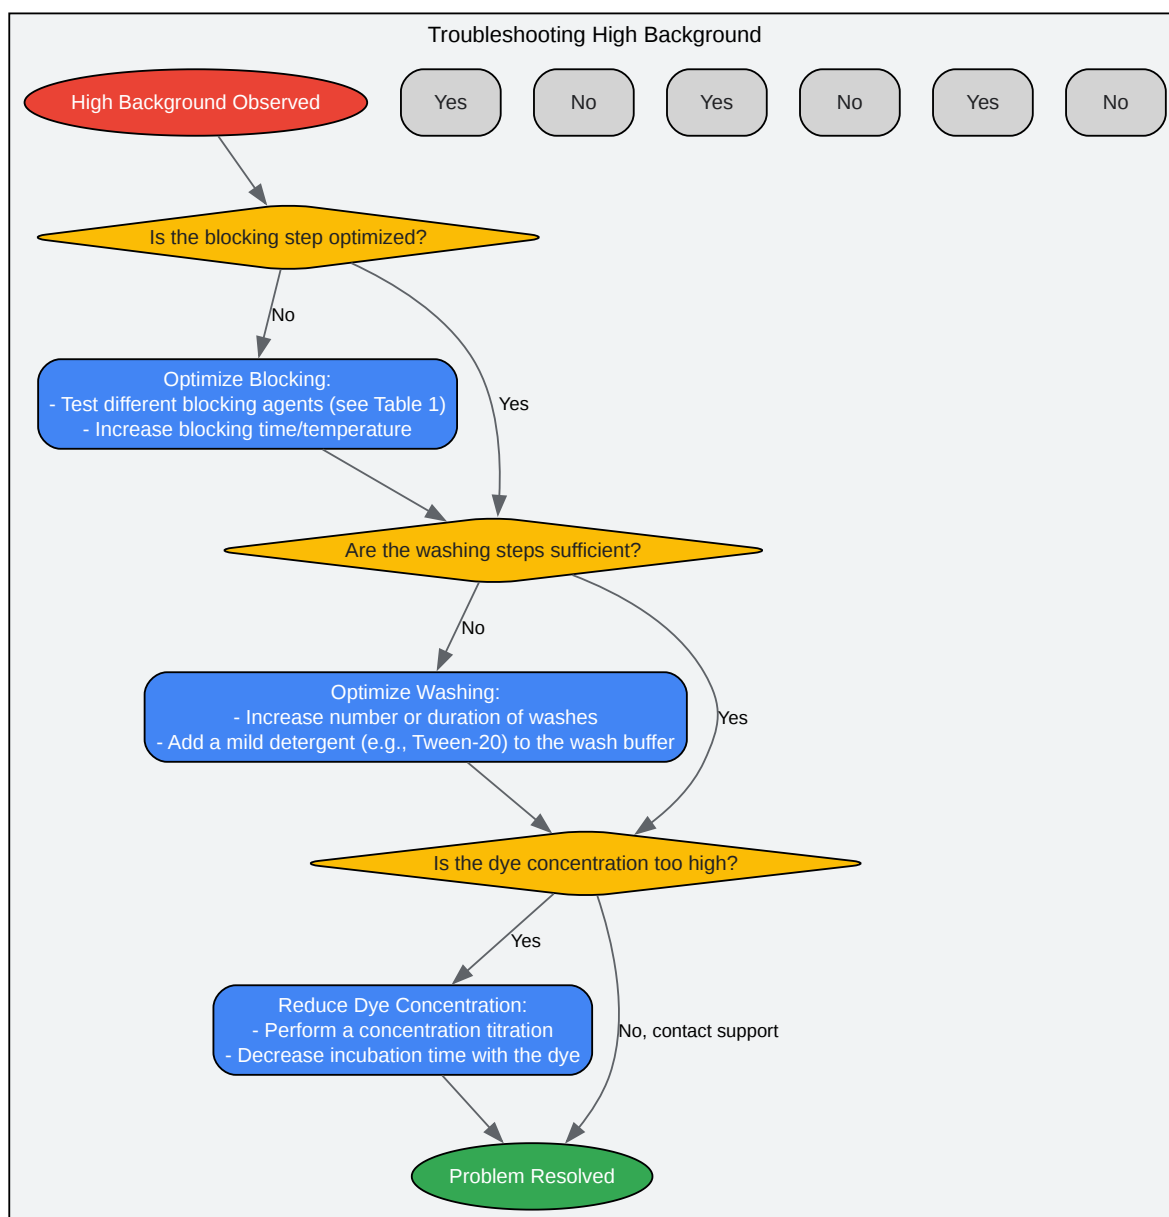 Troubleshooting High Background
High Background Observed
Yes
No
Yes
No
Yes
No
Is the blocking step optimized?
No
Optimize Blocking:
- Test different blocking agents (see Table 1)
- Increase blocking time/temperature
Yes
Are the washing steps sufficient?
No
Optimize Washing:
- Increase number or duration of washes
- Add a mild detergent (e.g., Tween-20) to the wash buffer
Yes
Is the dye concentration too high?
Yes
Reduce Dye Concentration:
- Perform a concentration titration
- Decrease incubation time with the dye
No, contact support
Problem Resolved